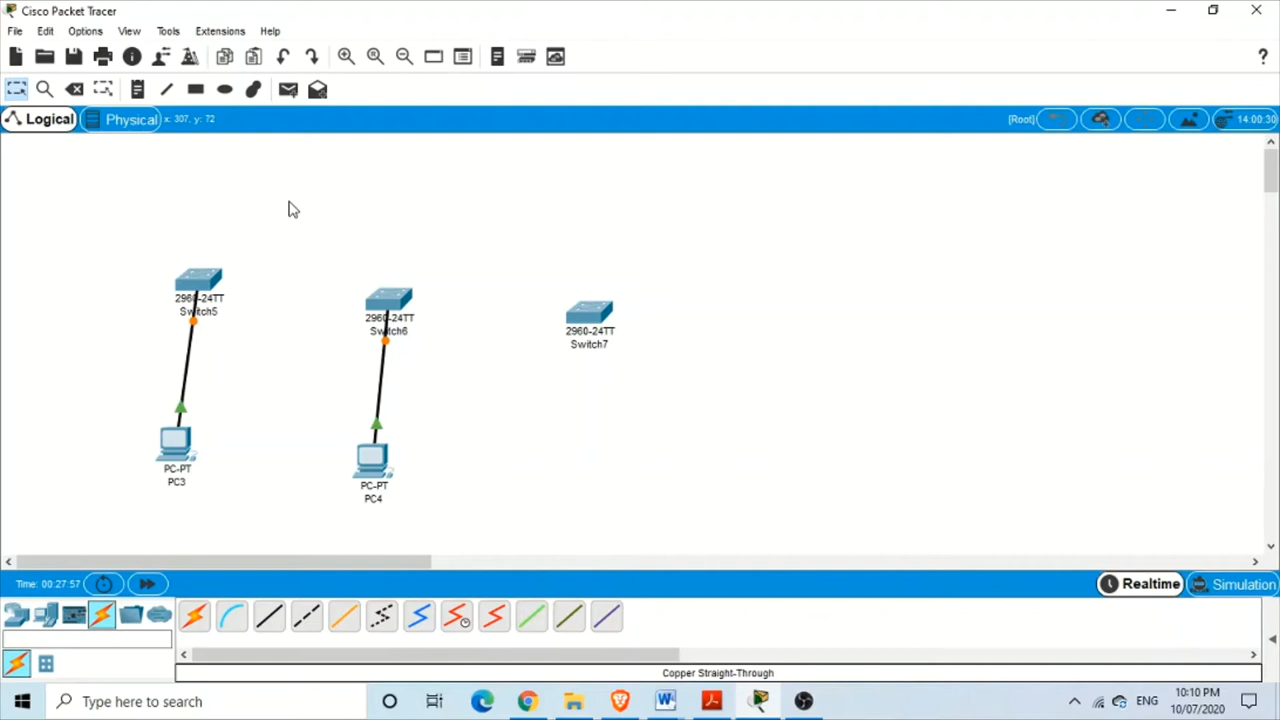 Cisco Packet Tracer
File Edit Options View Tools Extensions Help
?
Logical Physical x: 307, y: 72 [Root] 14:00:30
2960-24TT
Switch5
2960-24TT
Switch6
2960-24TT
Switch7
PC-PT
PC3
PC-PT
PC4
Time: 00:27:57 Realtime Simulation
Copper Straight-Through
Type here to search
W
ENG
10:10 PM
10/07/2020